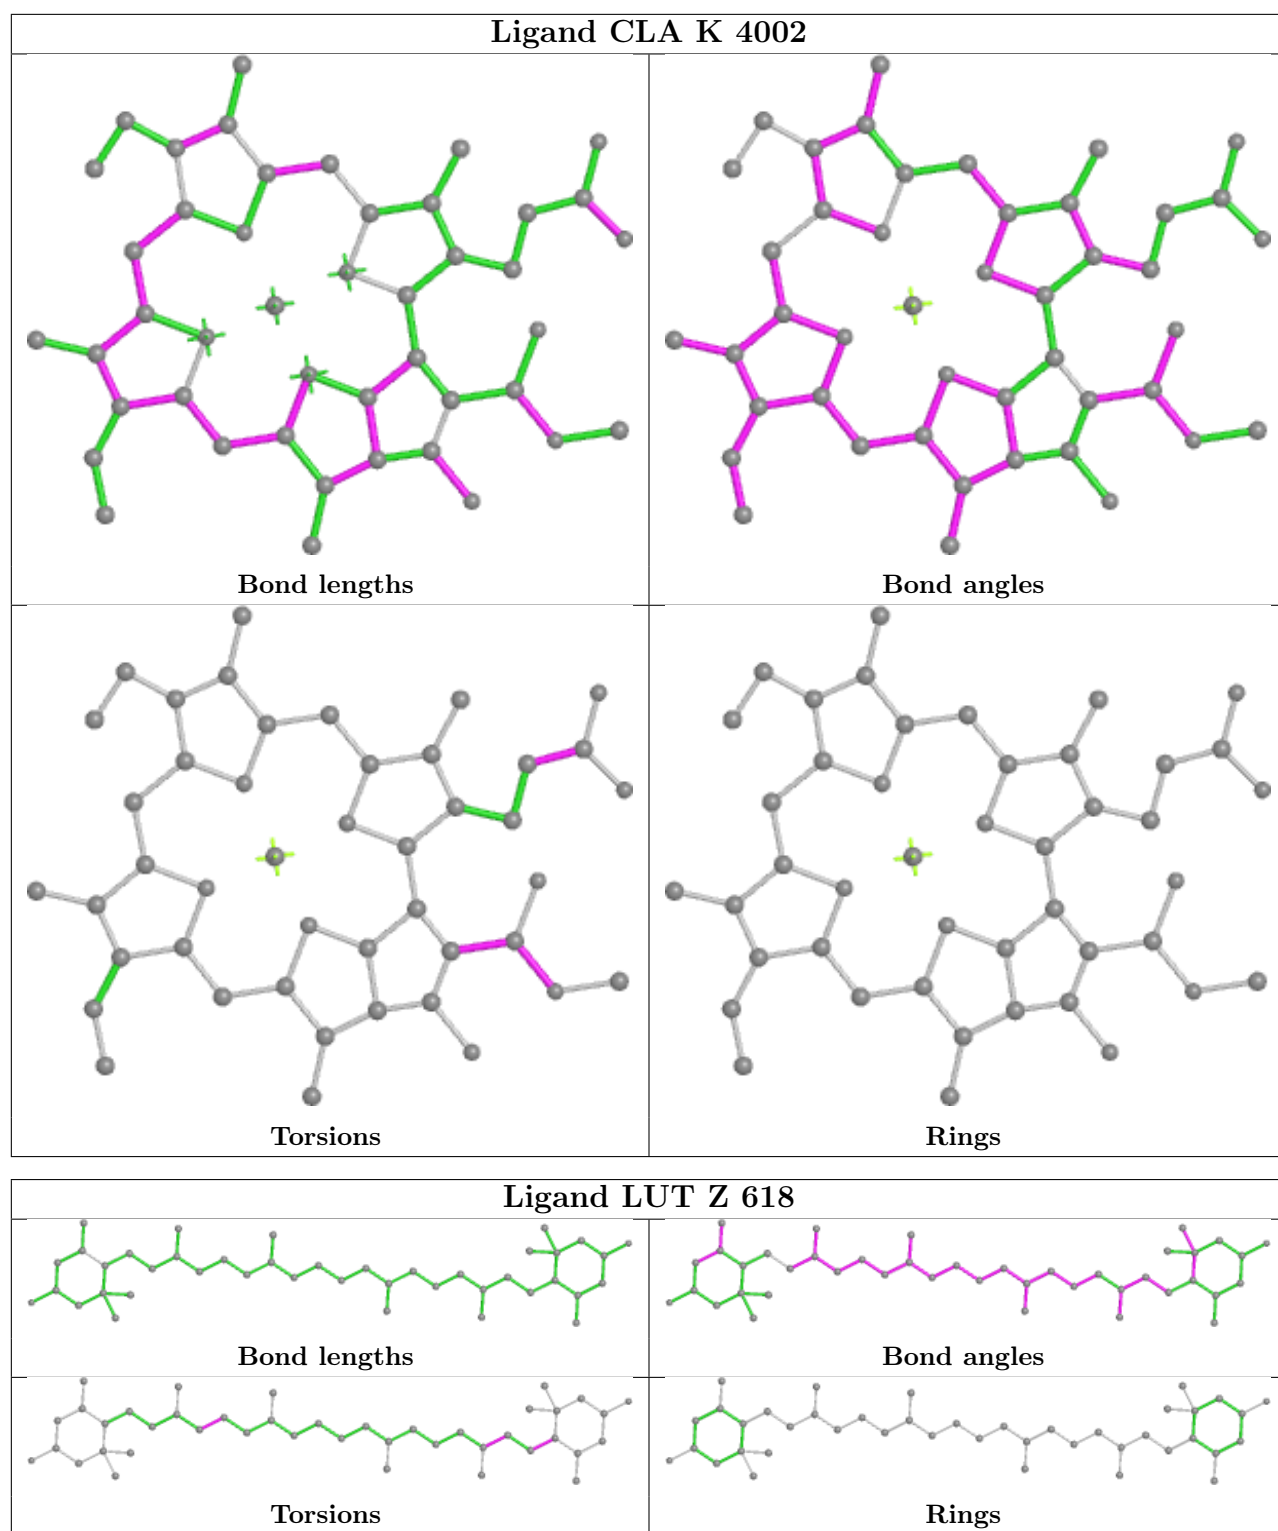 Ligand CLA K 4002
Bond lengths
Bond angles
Torsions
Rings
Ligand LUT Z 618
Bond lengths
Bond angles
Torsions
Rings